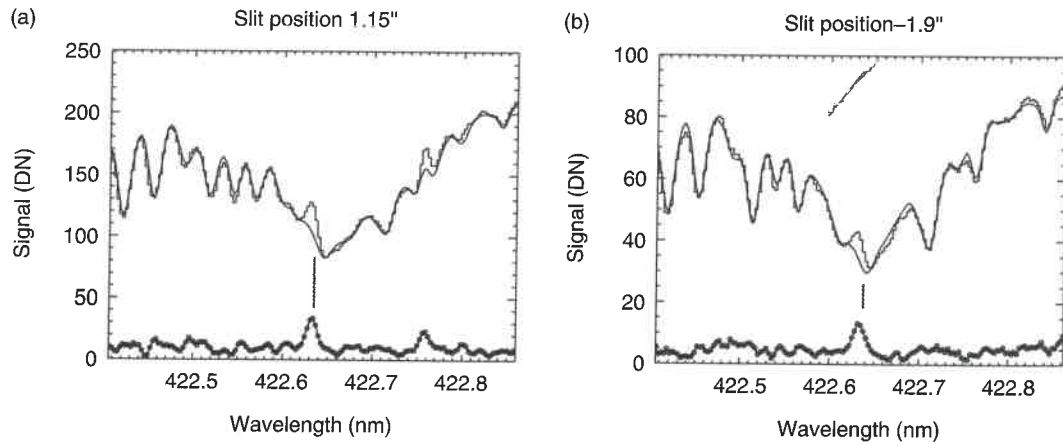 (a)
Slit position 1.15"
250
200
150
100
50
0
Signal (DN)
422.5 422.6 422.7 422.8
Wavelength (nm)
(b)
Slit position–1.9"
100
80
60
40
20
0
Signal (DN)
422.5 422.6 422.7 422.8
Wavelength (nm)